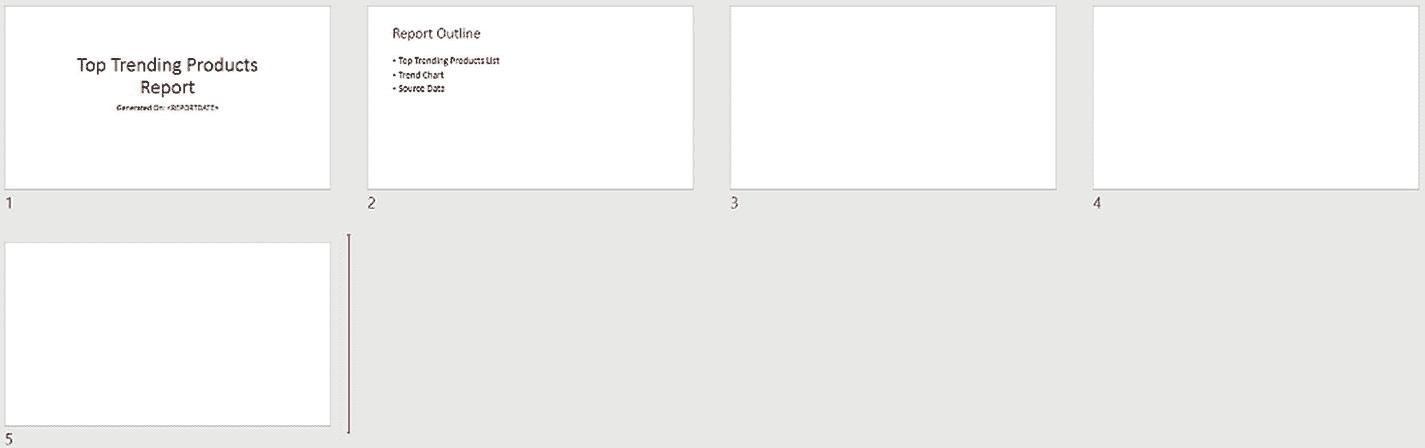 Top Trending Products
Report
Generated On: <REPORTDATE>
1
Report Outline
• Top Trending Products List
• Trend Chart
• Source Data
2
3
4
5